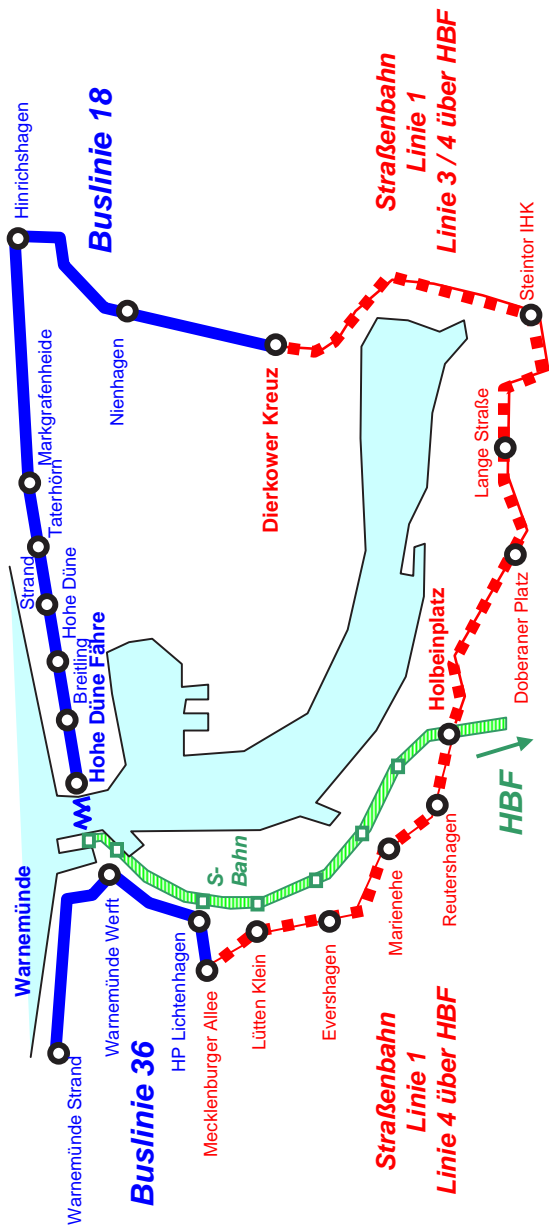 Hinrichshagen
Buslinie 18
Markgrafenheide
Taterhörn
Strand
Hohe Düne
Breitling
Hohe Düne Fähre
Nienhagen
Dierkower Kreuz
Straßenbahn
Linie 1
Linie 3 / 4 über HBF
Steintor IHK
Lange Straße
Doberaner Platz
Holbeinplatz
HBF
Reutershagen
Marienehe
Evershagen
Lütten Klein
Mecklenburger Allee
HP Lichtenhagen
Warnemünde Werft
Warnemünde Strand
Warnemünde
S-
Bahn
Buslinie 36
Straßenbahn
Linie 1
Linie 4 über HBF